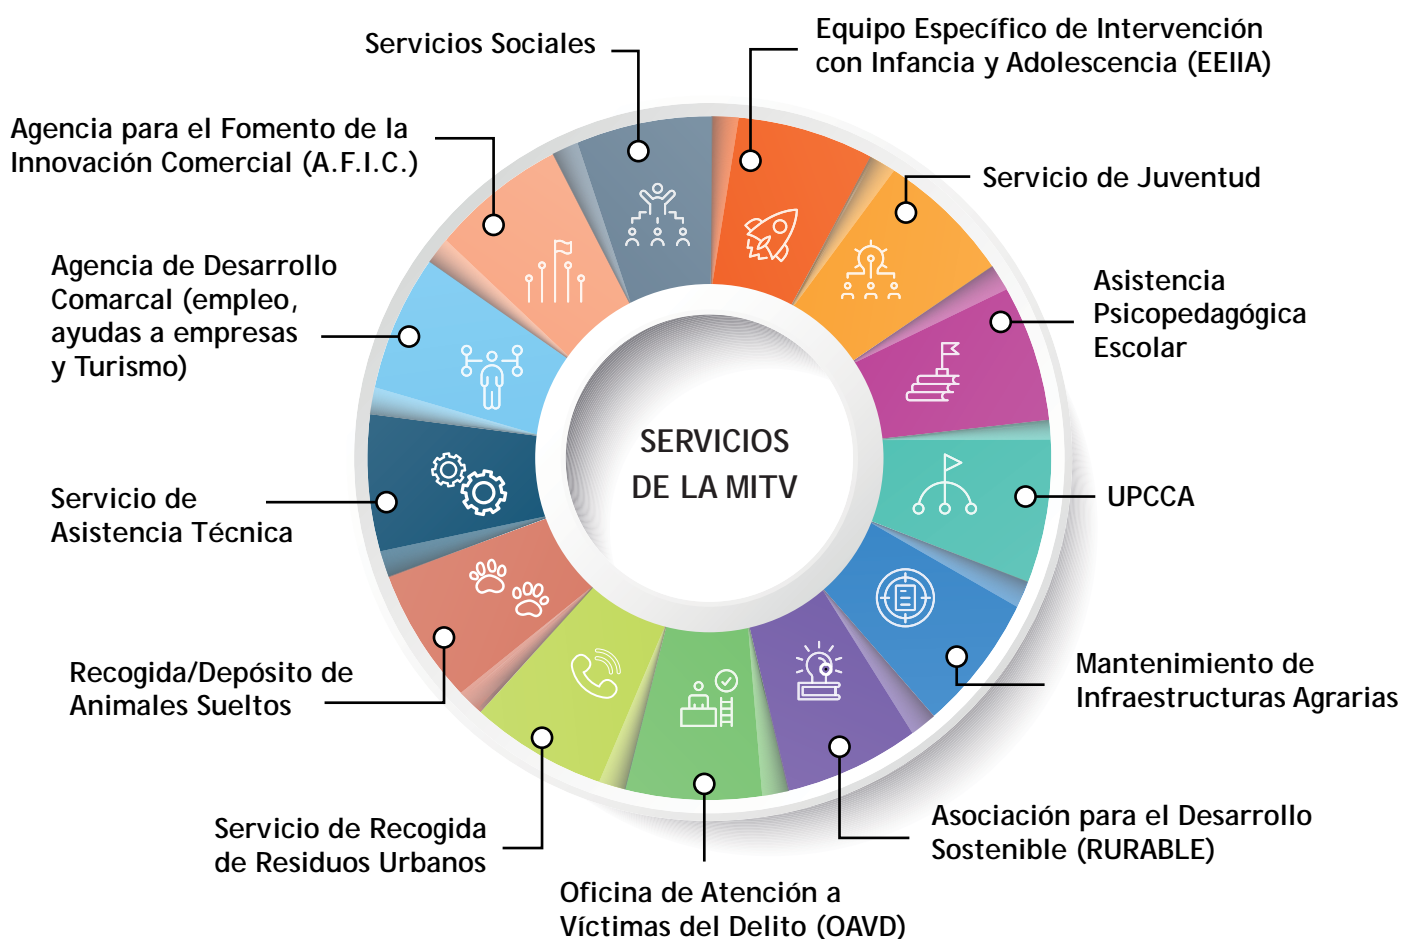 Servicios Sociales
Equipo Específico de Intervención
con Infancia y Adolescencia (EEIIA)
Agencia para el Fomento de la
Innovación Comercial (A.F.I.C.)
Servicio de Juventud
Agencia de Desarrollo
Comarcal (empleo,
ayudas a empresas
y Turismo)
Asistencia
Psicopedagógica
Escolar
SERVICIOS
DE LA MITV
Servicio de
Asistencia Técnica
UPCCA
Recogida/Depósito de
Animales Sueltos
Mantenimiento de
Infraestructuras Agrarias
Servicio de Recogida
de Residuos Urbanos
Asociación para el Desarrollo
Sostenible (RURABLE)
Oficina de Atención a
Víctimas del Delito (OAVD)